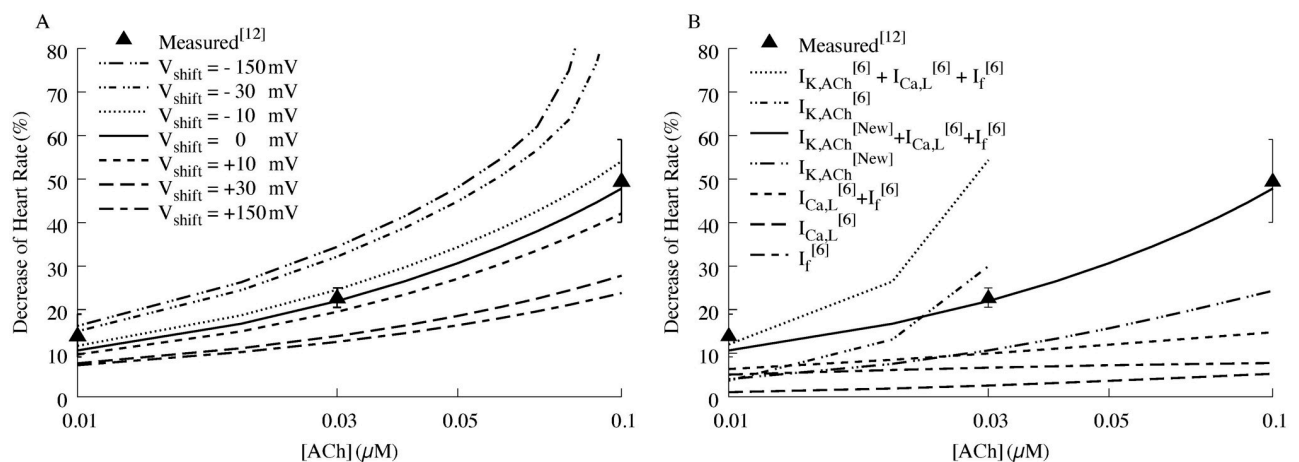 A
Measured[12]
Vshift = - 150 mV
Vshift = - 30 mV
Vshift = - 10 mV
Vshift = 0 mV
Vshift = +10 mV
Vshift = +30 mV
Vshift = +150 mV
80
70
60
50
40
30
20
10
0
Decrease of Heart Rate (%)
0.01
0.03
0.05
0.1
[ACh] (µM)
B
Measured[12]
IK,ACh[6] + ICa,L[6] + If[6]
IK,ACh[6]
IK,ACh[New]+ICa,L[6]+If[6]
IK,ACh[New]
ICa,L[6]+If[6]
ICa,L[6]
If[6]
80
70
60
50
40
30
20
10
0
Decrease of Heart Rate (%)
0.01
0.03
0.05
0.1
[ACh] (µM)